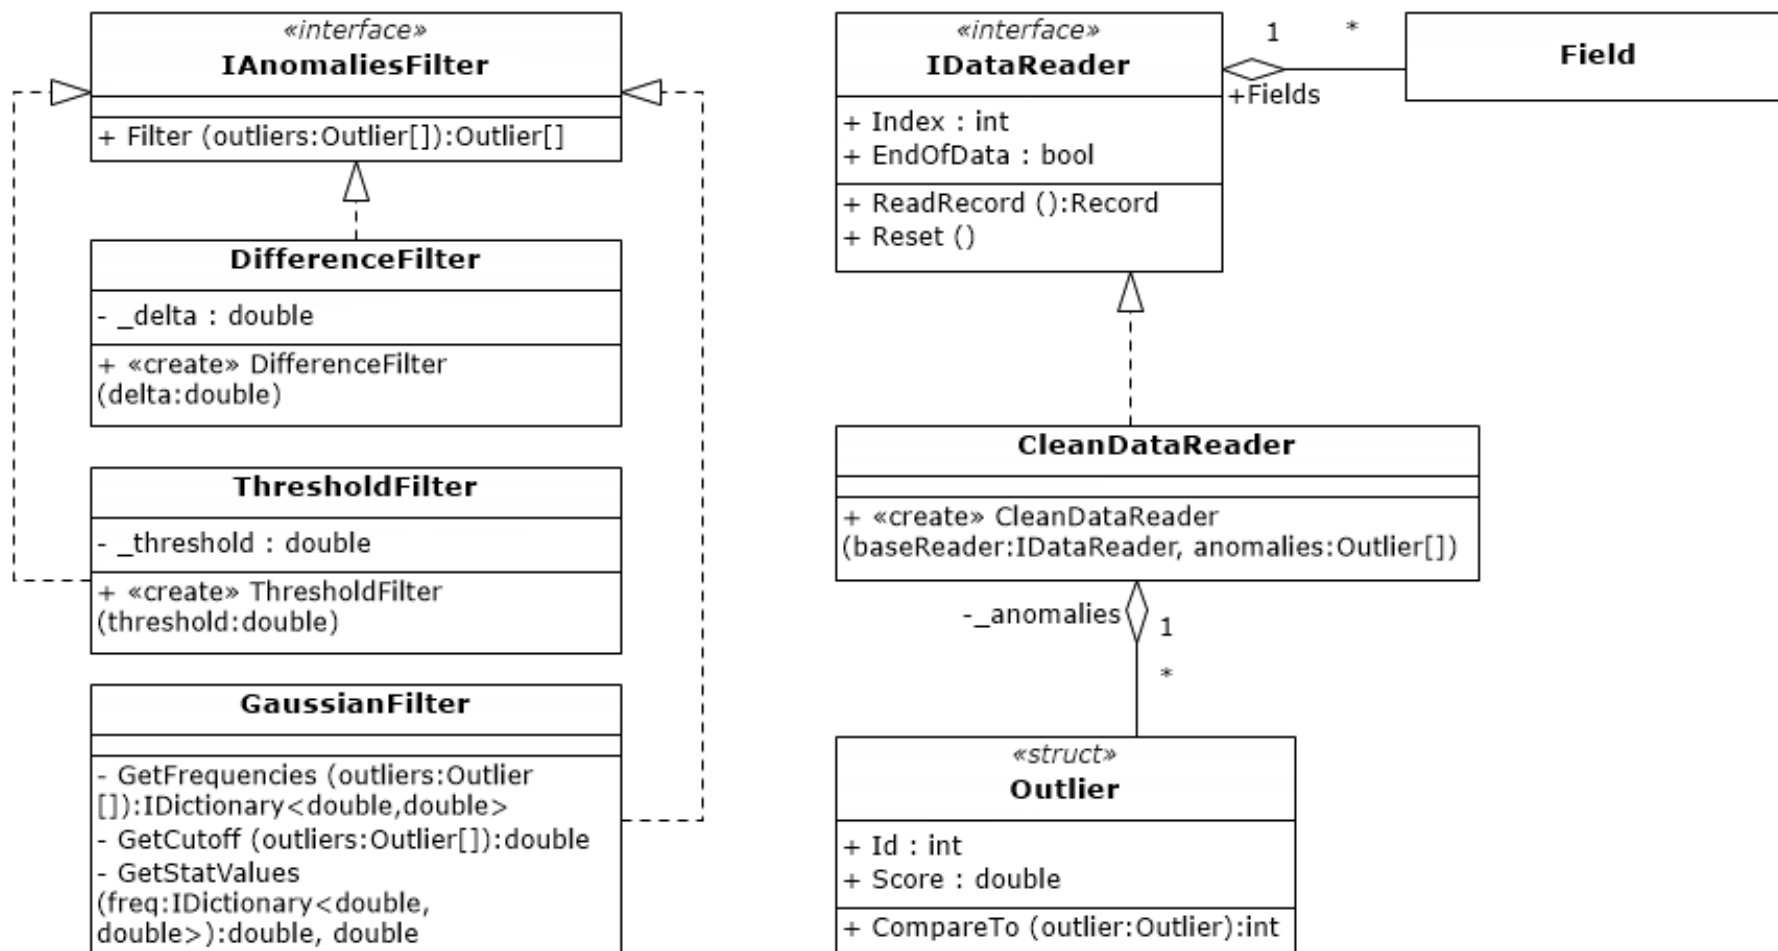 «interface»
IAnomaliesFilter
+ Filter (outliers:Outlier[]):Outlier[]
DifferenceFilter
- _delta : double
+ «create» DifferenceFilter
(delta:double)
ThresholdFilter
- _threshold : double
+ «create» ThresholdFilter
(threshold:double)
GaussianFilter
- GetFrequencies (outliers:Outlier
[]):IDictionary<double,double>
- GetCutoff (outliers:Outlier[]):double
- GetStatValues
(freq:IDictionary<double,
double>):double, double
«interface»
IDataReader
+ Index : int
+ EndOfData : bool
+ ReadRecord ():Record
+ Reset ()
1 *
+Fields
Field
CleanDataReader
+ «create» CleanDataReader
(baseReader:IDataReader, anomalies:Outlier[])
-_anomalies
1
*
«struct»
Outlier
+ Id : int
+ Score : double
+ CompareTo (outlier:Outlier):int